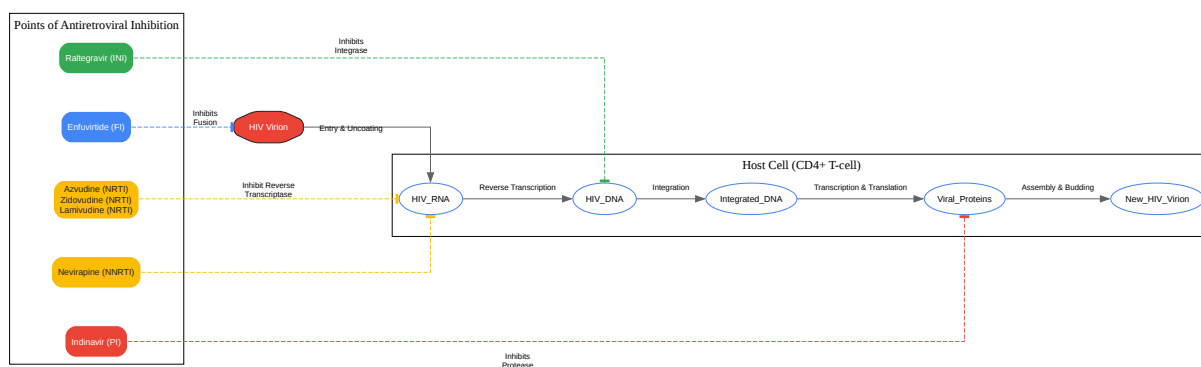 Points of Antiretroviral Inhibition
Raltegravir (INI)
Inhibits
Integrase
Enfuvirtide (FI)
Inhibits
Fusion
HIV Virion
Entry & Uncoating
Host Cell (CD4+ T-cell)
Azvudine (NRTI)
Zidovudine (NRTI)
Lamivudine (NRTI)
Inhibit Reverse
Transcriptase
HIV_RNA
Reverse Transcription
HIV_DNA
Integration
Integrated_DNA
Transcription & Translation
Viral_Proteins
Assembly & Budding
New_HIV_Virion
Nevirapine (NNRTI)
Indinavir (PI)
Inhibits
Protease